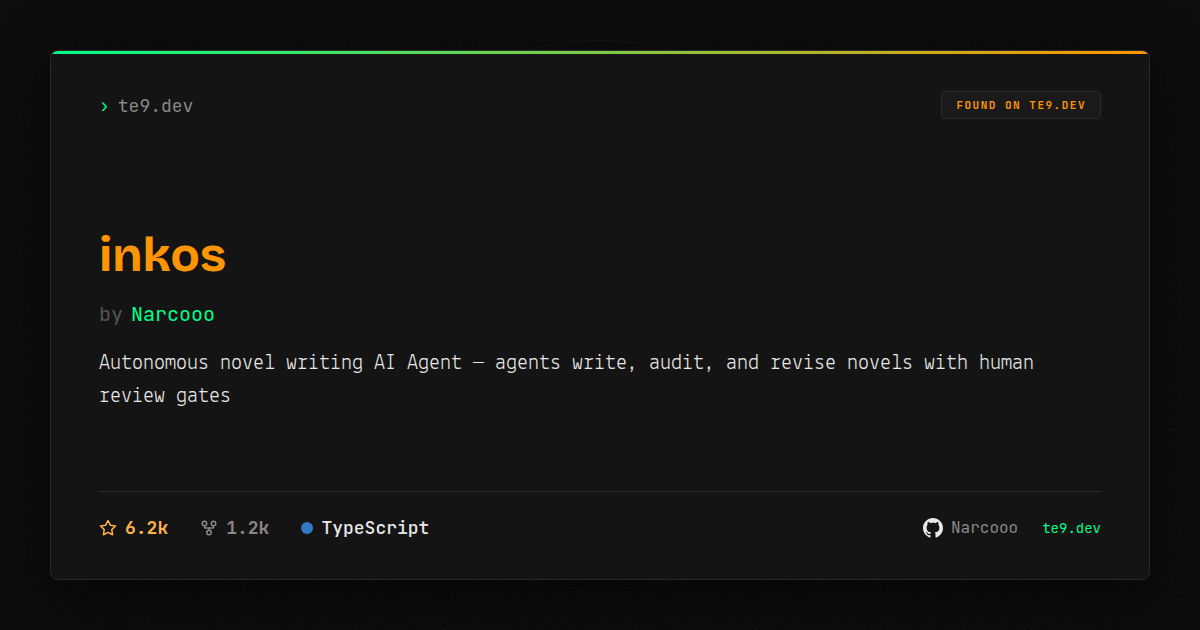 › te9.dev
FOUND ON TE9.DEV
inkos
by Narcooo
Autonomous novel writing AI Agent — agents write, audit, and revise novels with human
review gates
6.2k 1.2k TypeScript
Narcooo te9.dev